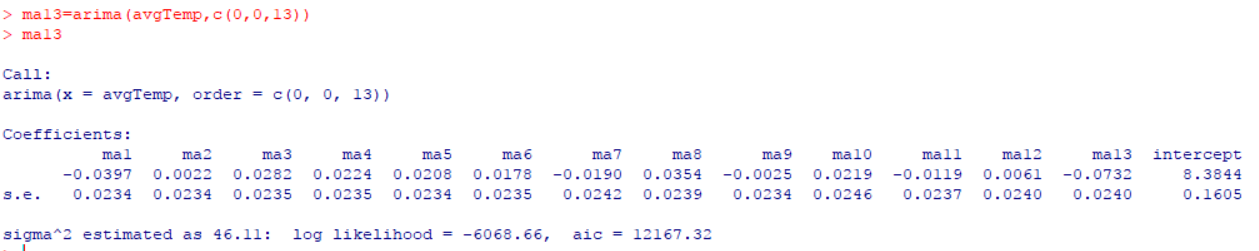 > ma13=arima(avgTemp,c(0,0,13))
> ma13
Call:
arima(x = avgTemp, order = c(0, 0, 13))
Coefficients:
ma1 ma2 ma3 ma4 ma5 ma6 ma7 ma8 ma9 ma10 ma11 ma12 ma13 intercept
-0.0397 0.0022 0.0282 0.0224 0.0208 0.0178 -0.0190 0.0354 -0.0025 0.0219 -0.0119 0.0061 -0.0732 8.3844
s.e. 0.0234 0.0234 0.0235 0.0235 0.0234 0.0235 0.0242 0.0239 0.0234 0.0246 0.0237 0.0240 0.0240 0.1605
sigma^2 estimated as 46.11: log likelihood = -6068.66, aic = 12167.32